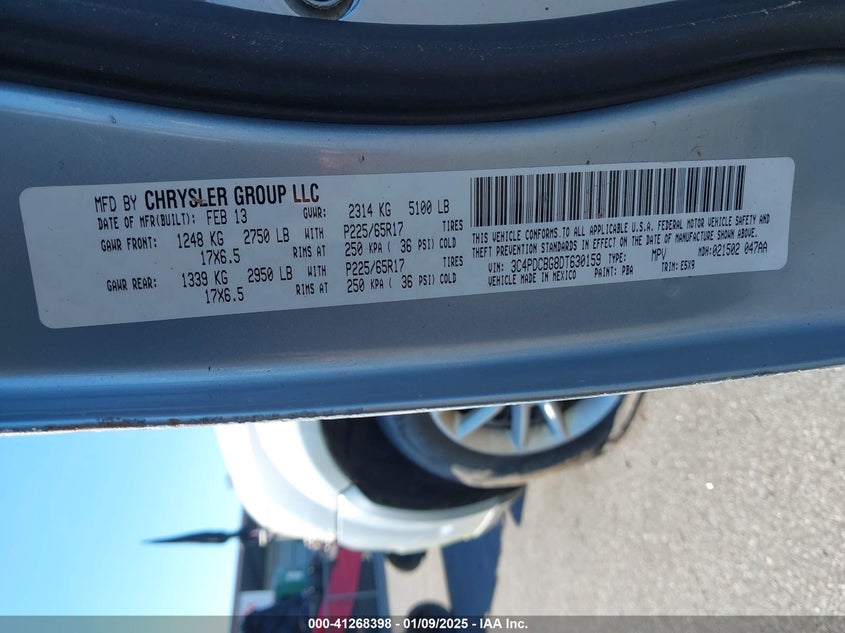 MFD BY CHRYSLER GROUP LLC
DATE OF MFR(BUILT): FEB 13 GVWR: 2314 KG 5100 LB
GAWR FRONT: 1248 KG 2750 LB WITH P225/65R17 TIRES
17X6.5 RIMS AT 250 KPA ( 36 PSI) COLD
GAWR REAR: 1339 KG 2950 LB WITH P225/65R17 TIRES
17X6.5 RIMS AT 250 KPA ( 36 PSI) COLD
THIS VEHICLE CONFORMS TO ALL APPLICABLE U.S.A. FEDERAL MOTOR VEHICLE SAFETY AND
THEFT PREVENTION STANDARDS IN EFFECT ON THE DATE OF MANUFACTURE SHOWN ABOVE.
VIN: 3C4PDCBG8DT630159 TYPE: MPV MDH:021502 047AA
VEHICLE MADE IN MEXICO PAINT: PBA TRIM: E5X9
000-41268398 - 01/09/2025 - IAA Inc.